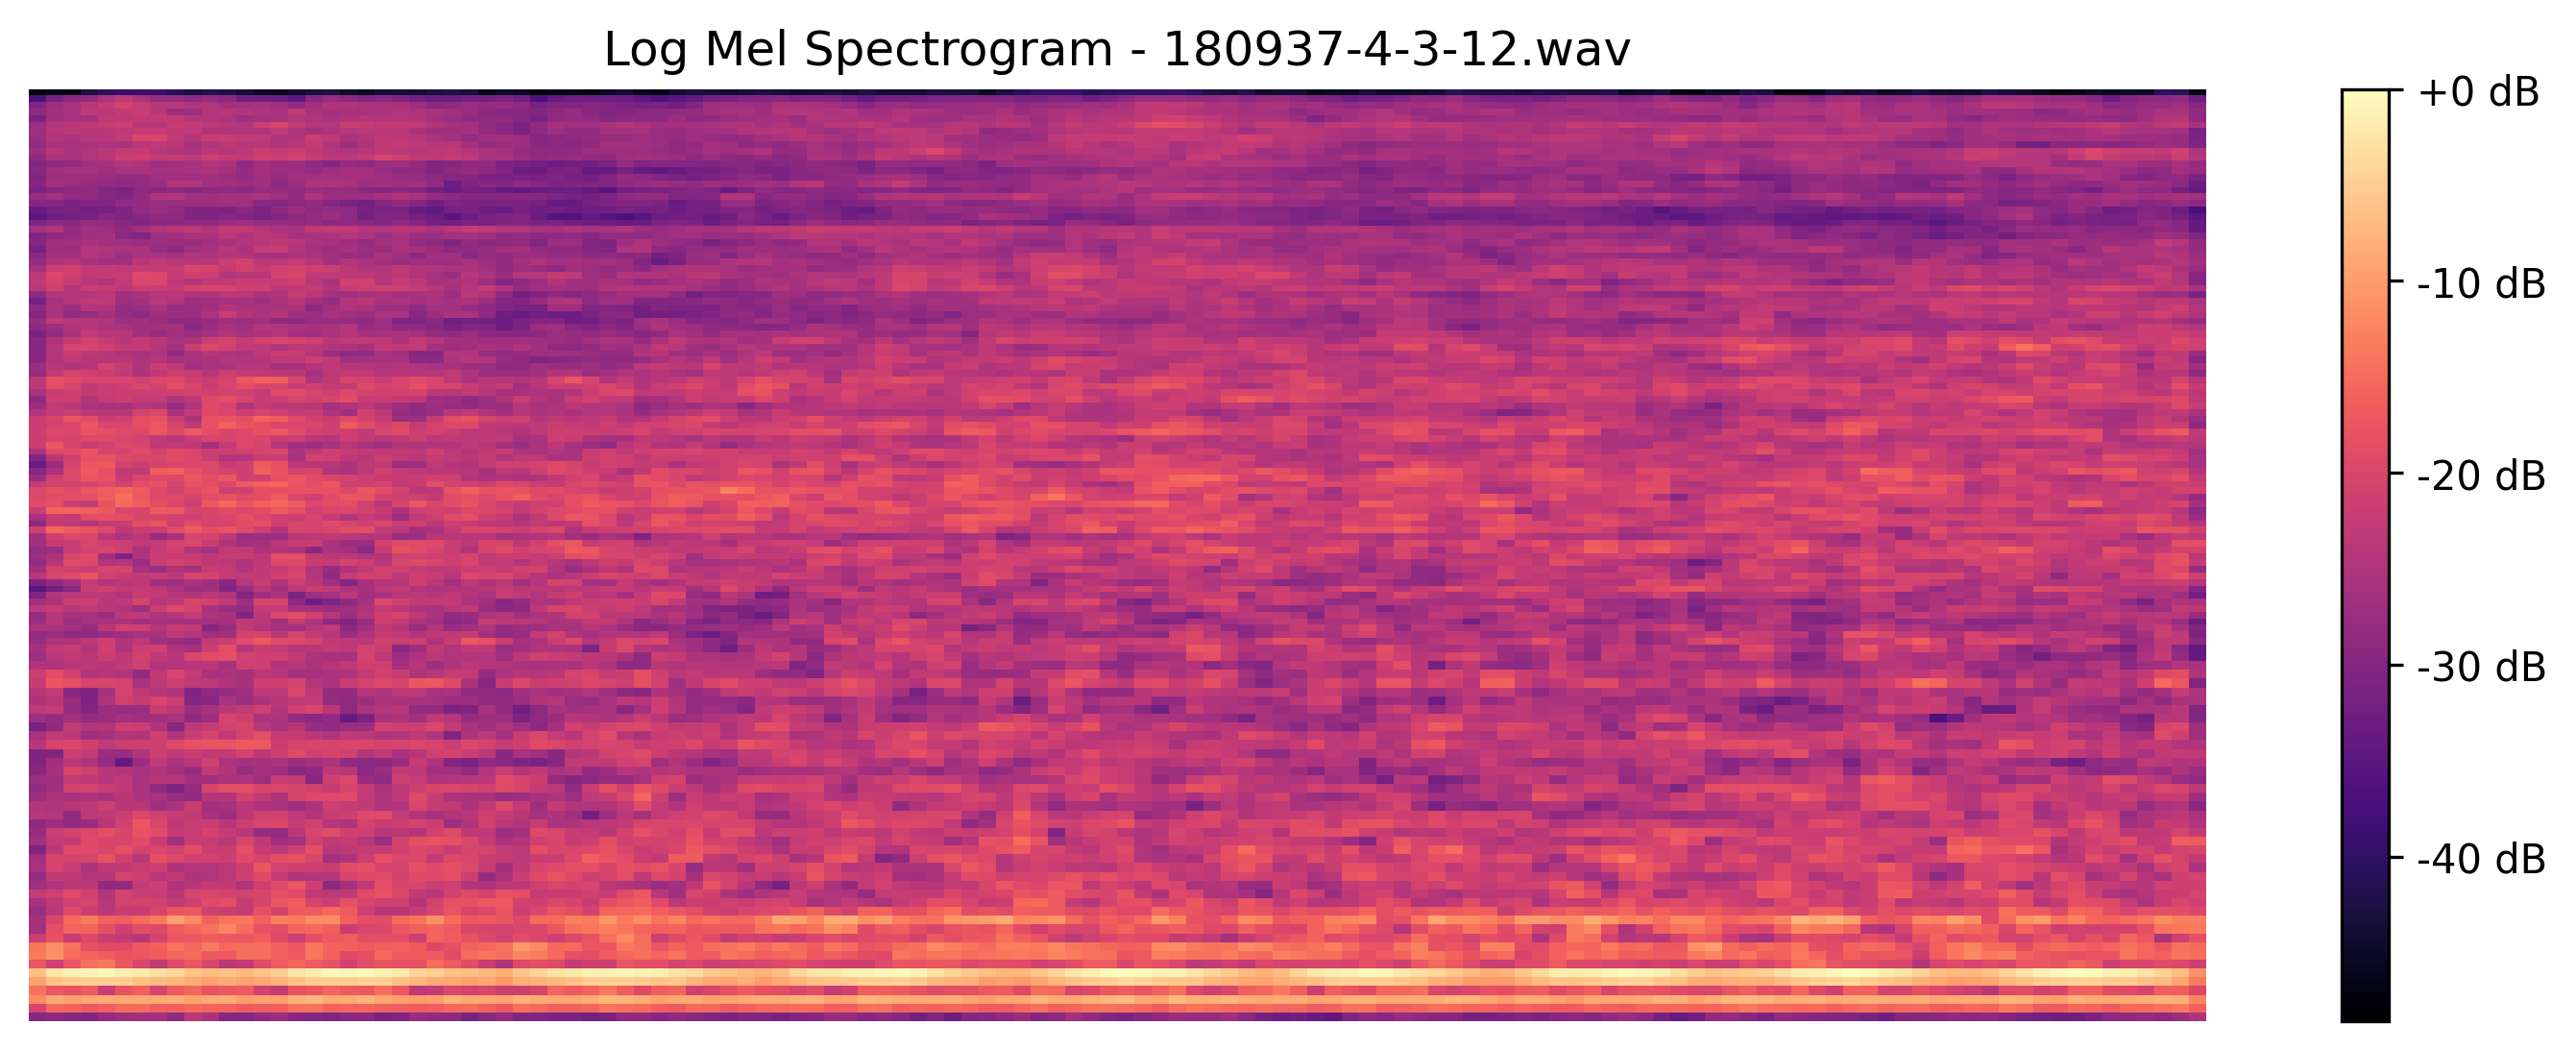 Log Mel Spectrogram - 180937-4-3-12.wav
+0 dB
-10 dB
-20 dB
-30 dB
-40 dB